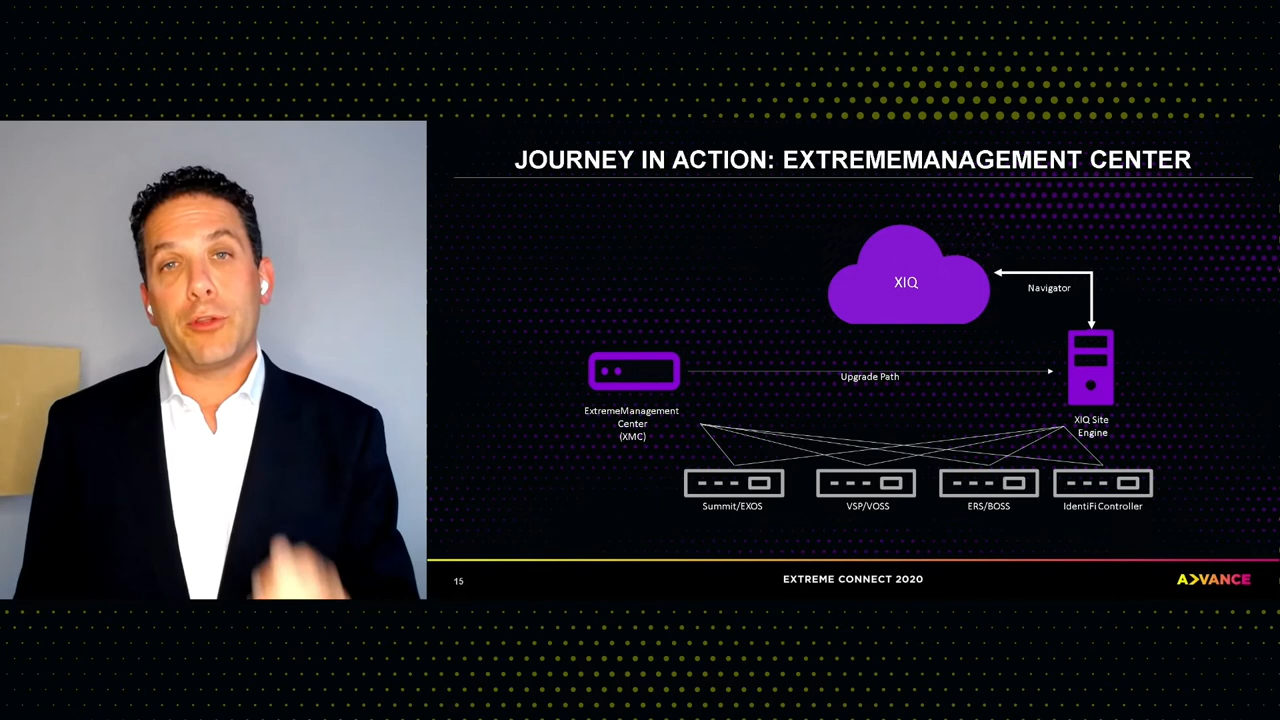 JOURNEY IN ACTION: EXTREMEMANAGEMENT CENTER
XIQ
Navigator
Upgrade Path
ExtremeManagement
Center
(XMC)
XIQ Site
Engine
Summit/EXOS
VSP/VOSS
ERS/BOSS
IdentiFi Controller
15
EXTREME CONNECT 2020
ADVANCE